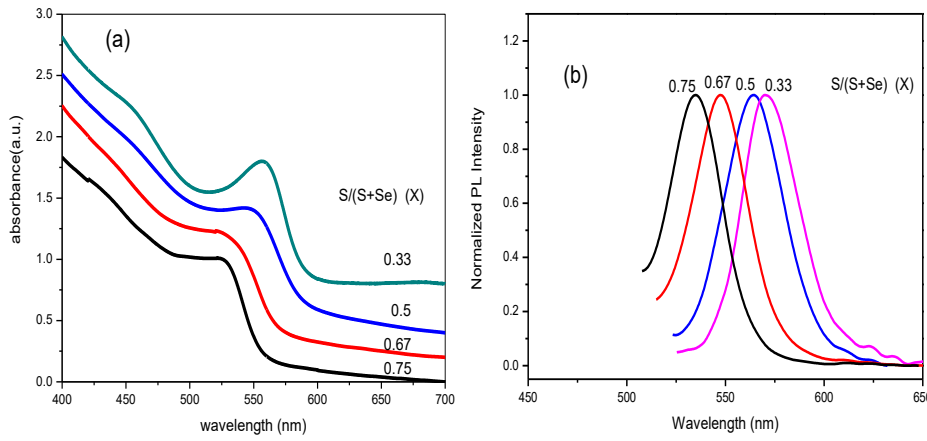 (a)
3.0
2.5
2.0
1.5
1.0
0.5
0.0
absorbance(a.u.)
S/(S+Se) (X)
0.33
0.5
0.67
0.75
400 450 500 550 600 650 700
wavelength (nm)
(b)
1.2
1.0
0.8
0.6
0.4
0.2
0.0
Normalized PL Intensity
0.75 0.67 0.5 0.33 S/(S+Se) (X)
450 500 550 600 650
Wavelength (nm)